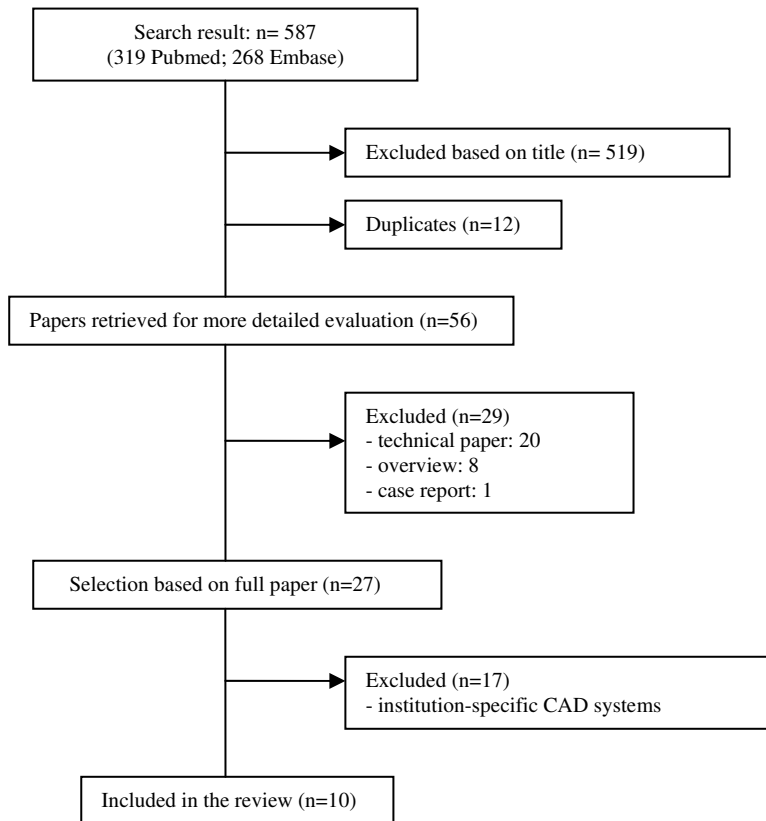 Search result: n= 587
(319 Pubmed; 268 Embase)
Excluded based on title (n= 519)
Duplicates (n=12)
Papers retrieved for more detailed evaluation (n=56)
Excluded (n=29)
- technical paper: 20
- overview: 8
- case report: 1
Selection based on full paper (n=27)
Excluded (n=17)
- institution-specific CAD systems
Included in the review (n=10)